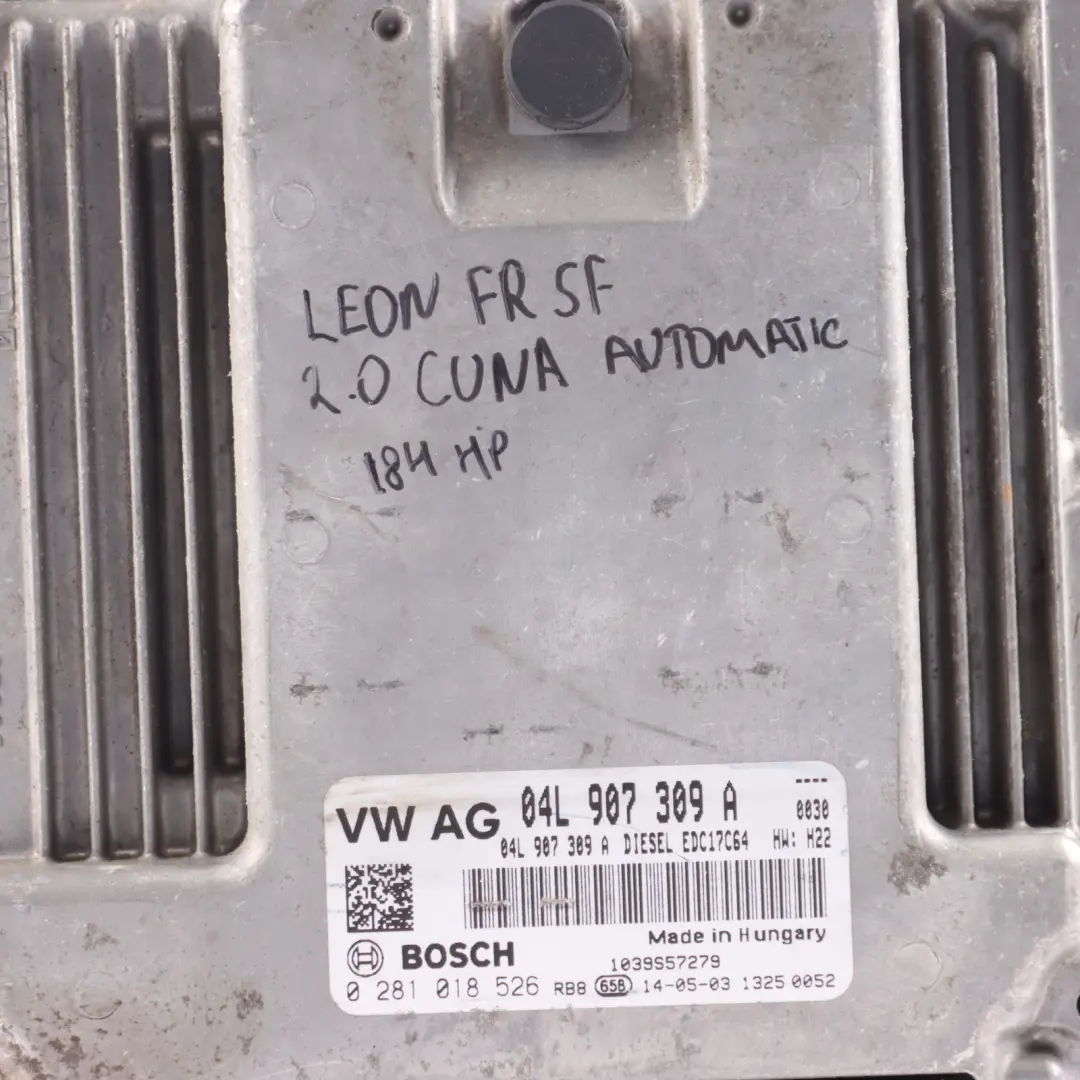 LEON FR 5F
2.0 CUNA AUTOMATIC
184 HP
----
VW AG 04L 907 309 A 0030
04L 907 309 A DIESEL EDC17C64 HW: H22
Made in Hungary
BOSCH 1039S57279
0 281 018 526 RB8 658 14-05-03 1325 0052